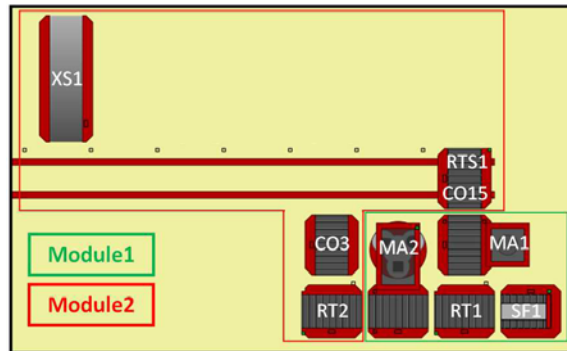 XS1
RTS1
CO15
CO3
MA2
MA1
RT2
RT1
SF1
Module1
Module2